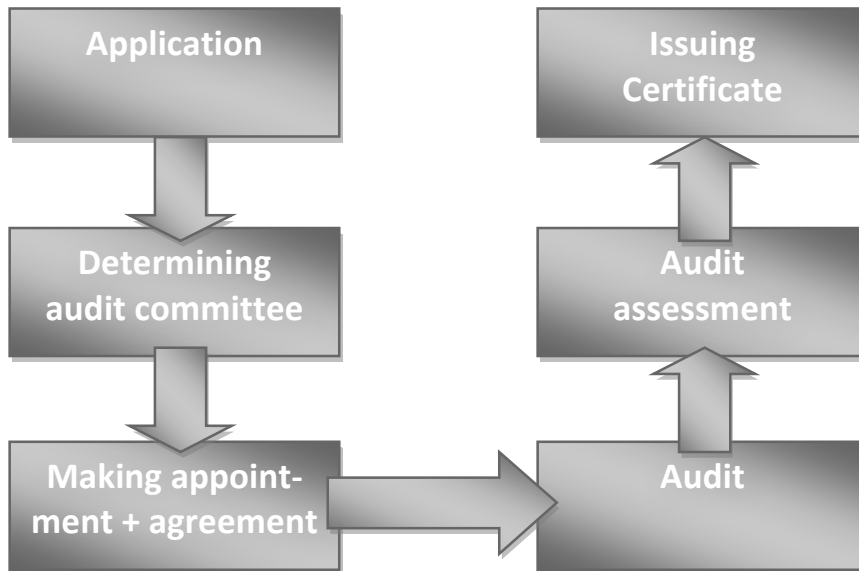 Application
Determining
audit committee
Making appoint-
ment + agreement
Audit
Audit
assessment
Issuing
Certificate